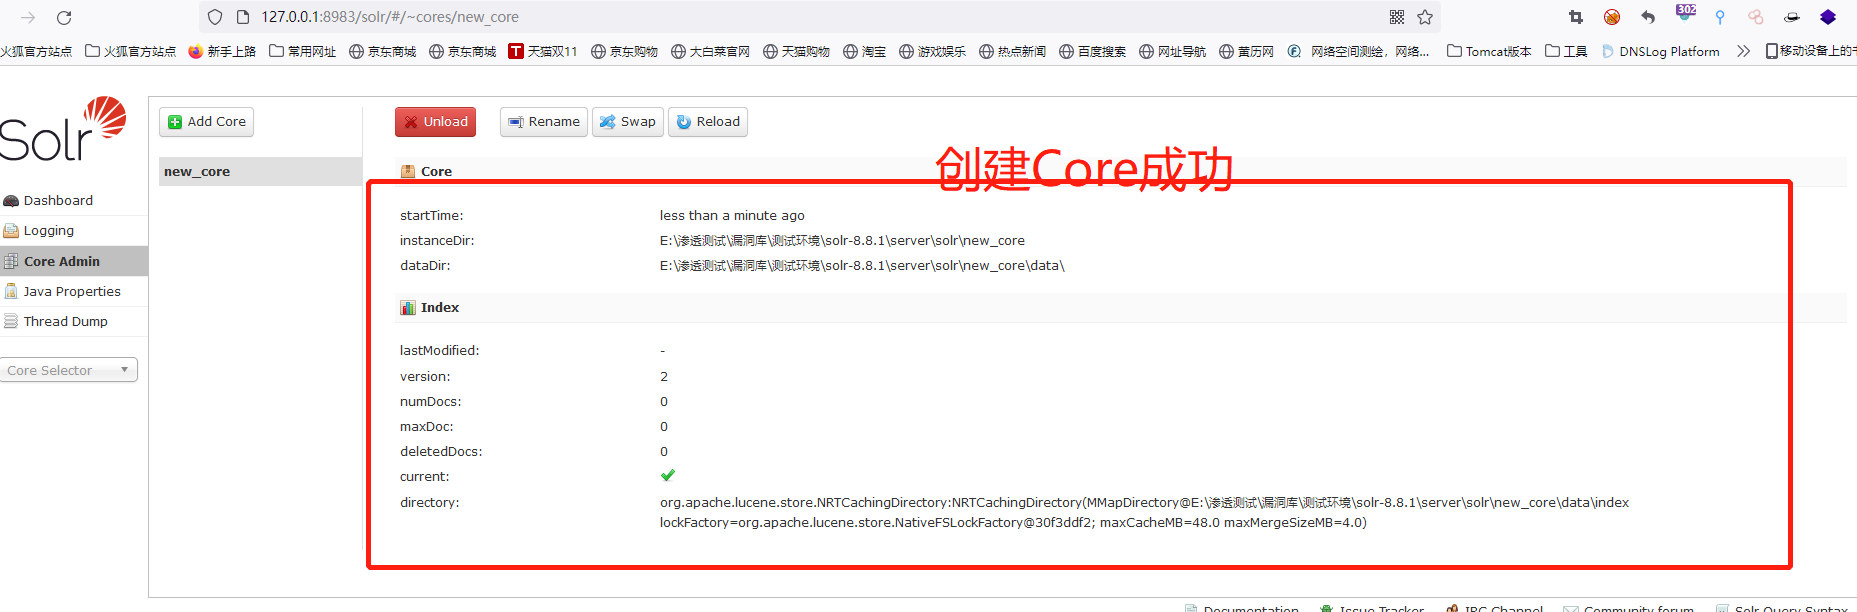 127.0.0.1:8983/solr/#/~cores/new_core
302
火狐官方站点 火狐官方站点 新手上路 常用网址 京东商城 京东商城 T 天猫双11 京东购物 大白菜官网 天猫购物 淘宝 游戏娱乐 热点新闻 百度搜索 网址导航 黄历网 网络空间测绘，网络... Tomcat版本 工具 DNSLog Platform 移动设备上的
Solr
Add Core
Unload Rename Swap Reload
创建Core成功
new_core
Core
Dashboard
Logging
Core Admin
Java Properties
Thread Dump
Core Selector
startTime: less than a minute ago
instanceDir: E:\渗透测试\漏洞库\测试环境\solr-8.8.1\server\solr\new_core
dataDir: E:\渗透测试\漏洞库\测试环境\solr-8.8.1\server\solr\new_core\data\
Index
lastModified: -
version: 2
numDocs: 0
maxDoc: 0
deletedDocs: 0
current:
directory: org.apache.lucene.store.NRTCachingDirectory:NRTCachingDirectory(MMapDirectory@E:\渗透测试\漏洞库\测试环境\solr-8.8.1\server\solr\new_core\data\index
lockFactory=org.apache.lucene.store.NativeFSLockFactory@30f3ddf2; maxCacheMB=48.0 maxMergeSizeMB=4.0)
Documentation Issue Tracker IRC Channel Community forum Solr Query Syntax